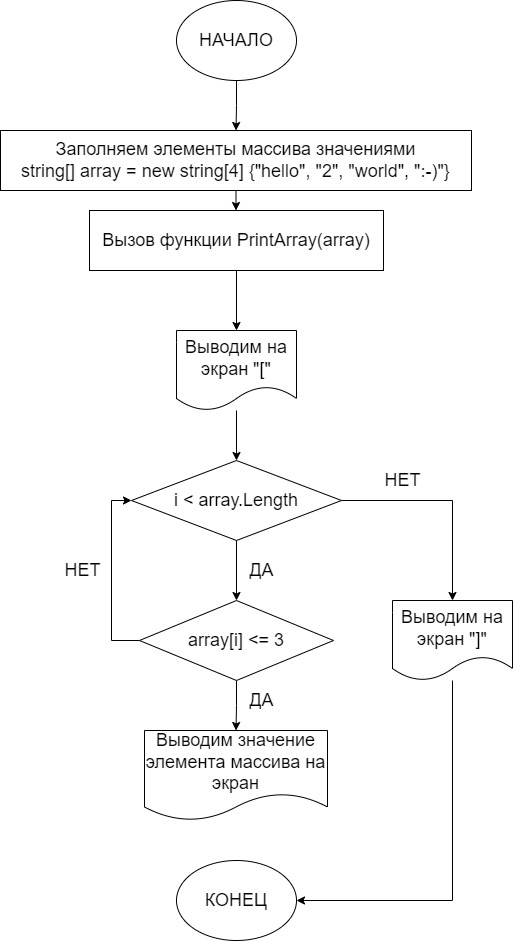 НАЧАЛО
Заполняем элементы массива значениями
string[] array = new string[4] {"hello", "2", "world", ":-)"}
Вызов функции PrintArray(array)
Выводим на
экран "["
i < array.Length
НЕТ
ДА
НЕТ
Выводим на
экран "]"
array[i] <= 3
ДА
Выводим значение
элемента массива на
экран
КОНЕЦ